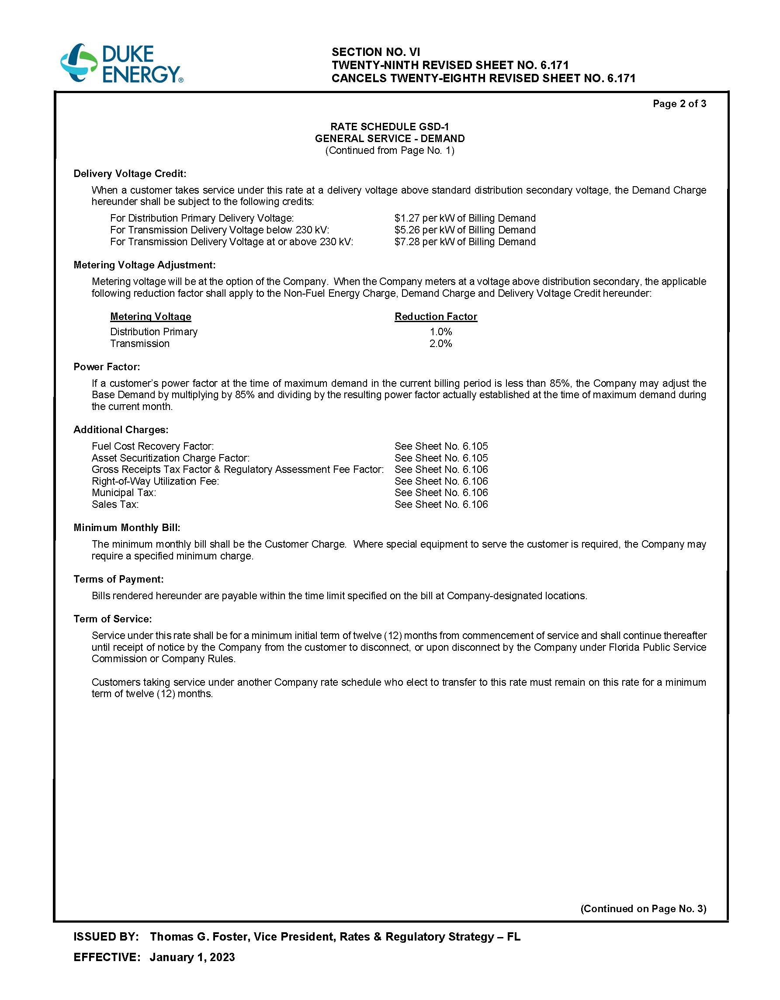 DUKE
ENERGY®
SECTION NO. VI
TWENTY-NINTH REVISED SHEET NO. 6.171
CANCELS TWENTY-EIGHTH REVISED SHEET NO. 6.171
Page 2 of 3
RATE SCHEDULE GSD-1
GENERAL SERVICE - DEMAND
(Continued from Page No. 1)
Delivery Voltage Credit:
When a customer takes service under this rate at a delivery voltage above standard distribution secondary voltage, the Demand Charge
hereunder shall be subject to the following credits:
For Distribution Primary Delivery Voltage: $1.27 per kW of Billing Demand
For Transmission Delivery Voltage below 230 kV: $5.26 per kW of Billing Demand
For Transmission Delivery Voltage at or above 230 kV: $7.28 per kW of Billing Demand
Metering Voltage Adjustment:
Metering voltage will be at the option of the Company. When the Company meters at a voltage above distribution secondary, the applicable
following reduction factor shall apply to the Non-Fuel Energy Charge, Demand Charge and Delivery Voltage Credit hereunder:
Metering Voltage Reduction Factor
Distribution Primary 1.0%
Transmission 2.0%
Power Factor:
If a customer’s power factor at the time of maximum demand in the current billing period is less than 85%, the Company may adjust the
Base Demand by multiplying by 85% and dividing by the resulting power factor actually established at the time of maximum demand during
the current month.
Additional Charges:
Fuel Cost Recovery Factor: See Sheet No. 6.105
Asset Securitization Charge Factor: See Sheet No. 6.105
Gross Receipts Tax Factor & Regulatory Assessment Fee Factor: See Sheet No. 6.106
Right-of-Way Utilization Fee: See Sheet No. 6.106
Municipal Tax: See Sheet No. 6.106
Sales Tax: See Sheet No. 6.106
Minimum Monthly Bill:
The minimum monthly bill shall be the Customer Charge. Where special equipment to serve the customer is required, the Company may
require a specified minimum charge.
Terms of Payment:
Bills rendered hereunder are payable within the time limit specified on the bill at Company-designated locations.
Term of Service:
Service under this rate shall be for a minimum initial term of twelve (12) months from commencement of service and shall continue thereafter
until receipt of notice by the Company from the customer to disconnect, or upon disconnect by the Company under Florida Public Service
Commission or Company Rules.
Customers taking service under another Company rate schedule who elect to transfer to this rate must remain on this rate for a minimum
term of twelve (12) months.
(Continued on Page No. 3)
ISSUED BY: Thomas G. Foster, Vice President, Rates & Regulatory Strategy – FL
EFFECTIVE: January 1, 2023